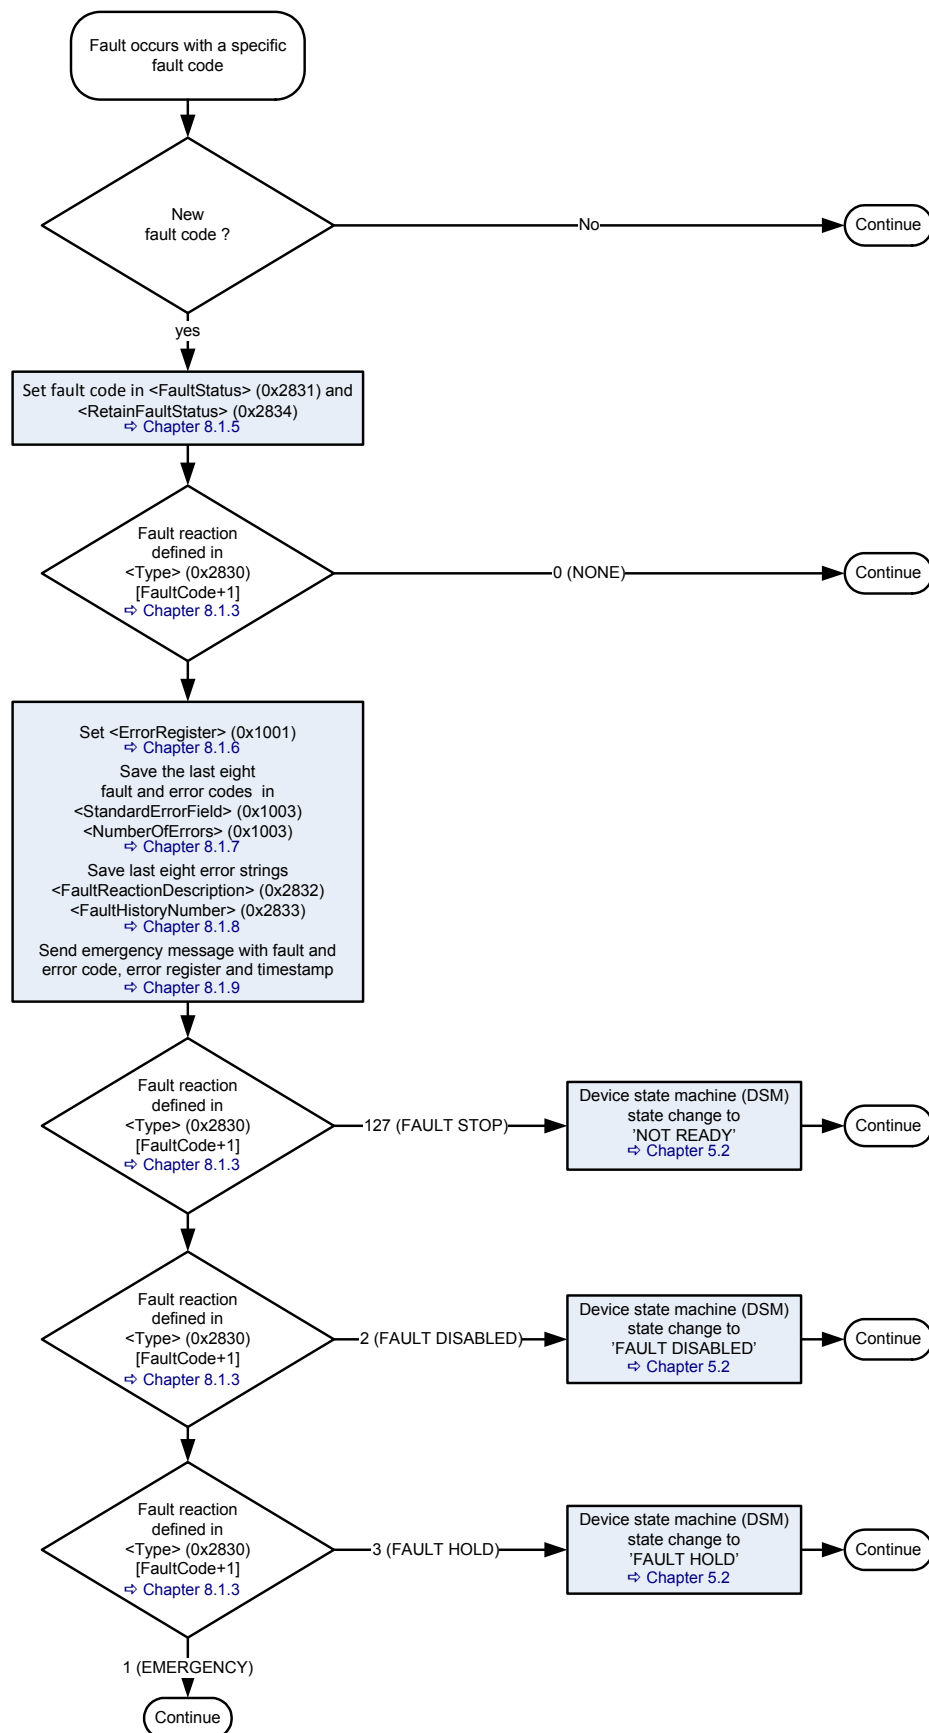 Fault occurs with a specific
fault code
New
fault code ?
No
Continue
yes
Set fault code in <FaultStatus> (0x2831) and
<RetainFaultStatus> (0x2834)
⇨ Chapter 8.1.5
Fault reaction
defined in
<Type> (0x2830)
[FaultCode+1]
⇨ Chapter 8.1.3
0 (NONE)
Continue
Set <ErrorRegister> (0x1001)
⇨ Chapter 8.1.6
Save the last eight
fault and error codes in
<StandardErrorField> (0x1003)
<NumberOfErrors> (0x1003)
⇨ Chapter 8.1.7
Save last eight error strings
<FaultReactionDescription> (0x2832)
<FaultHistoryNumber> (0x2833)
⇨ Chapter 8.1.8
Send emergency message with fault and
error code, error register and timestamp
⇨ Chapter 8.1.9
Fault reaction
defined in
<Type> (0x2830)
[FaultCode+1]
⇨ Chapter 8.1.3
127 (FAULT STOP)
Device state machine (DSM)
state change to
'NOT READY'
⇨ Chapter 5.2
Continue
Fault reaction
defined in
<Type> (0x2830)
[FaultCode+1]
⇨ Chapter 8.1.3
2 (FAULT DISABLED)
Device state machine (DSM)
state change to
'FAULT DISABLED'
⇨ Chapter 5.2
Continue
Fault reaction
defined in
<Type> (0x2830)
[FaultCode+1]
⇨ Chapter 8.1.3
3 (FAULT HOLD)
Device state machine (DSM)
state change to
'FAULT HOLD'
⇨ Chapter 5.2
Continue
1 (EMERGENCY)
Continue